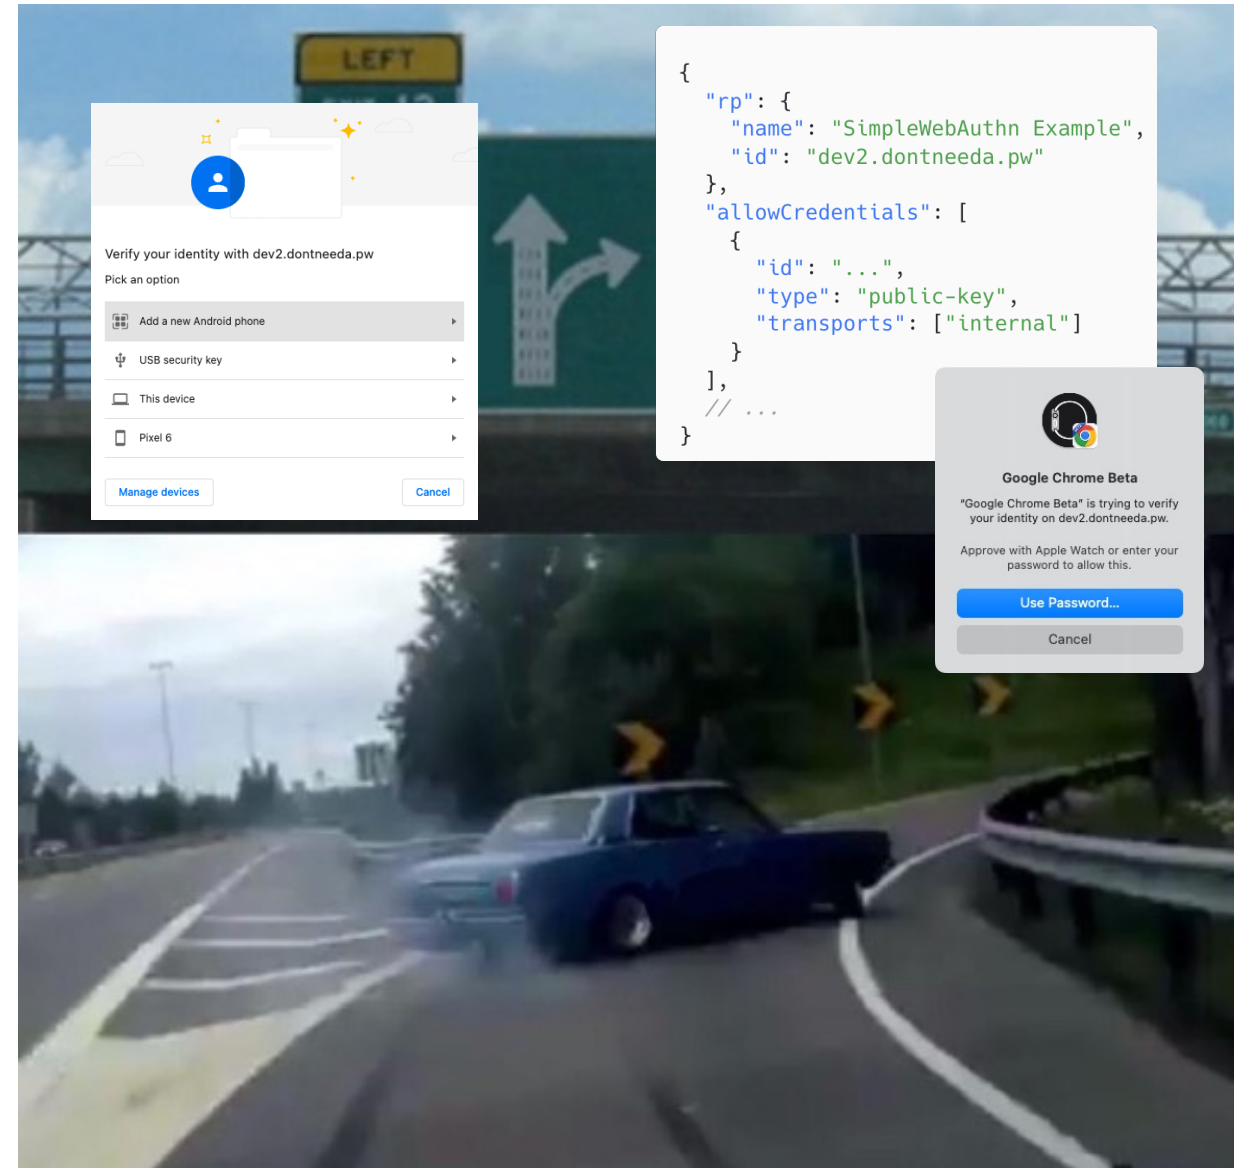 LEFT
Verify your identity with dev2.dontneeda.pw
Pick an option
Add a new Android phone
USB security key
This device
Pixel 6
Manage devices
Cancel
{
"rp": {
"name": "SimpleWebAuthn Example",
"id": "dev2.dontneeda.pw"
},
"allowCredentials": [
{
"id": "...",
"type": "public-key",
"transports": ["internal"]
}
],
// ...
}
Google Chrome Beta
"Google Chrome Beta" is trying to verify
your identity on dev2.dontneeda.pw.
Approve with Apple Watch or enter your
password to allow this.
Use Password...
Cancel